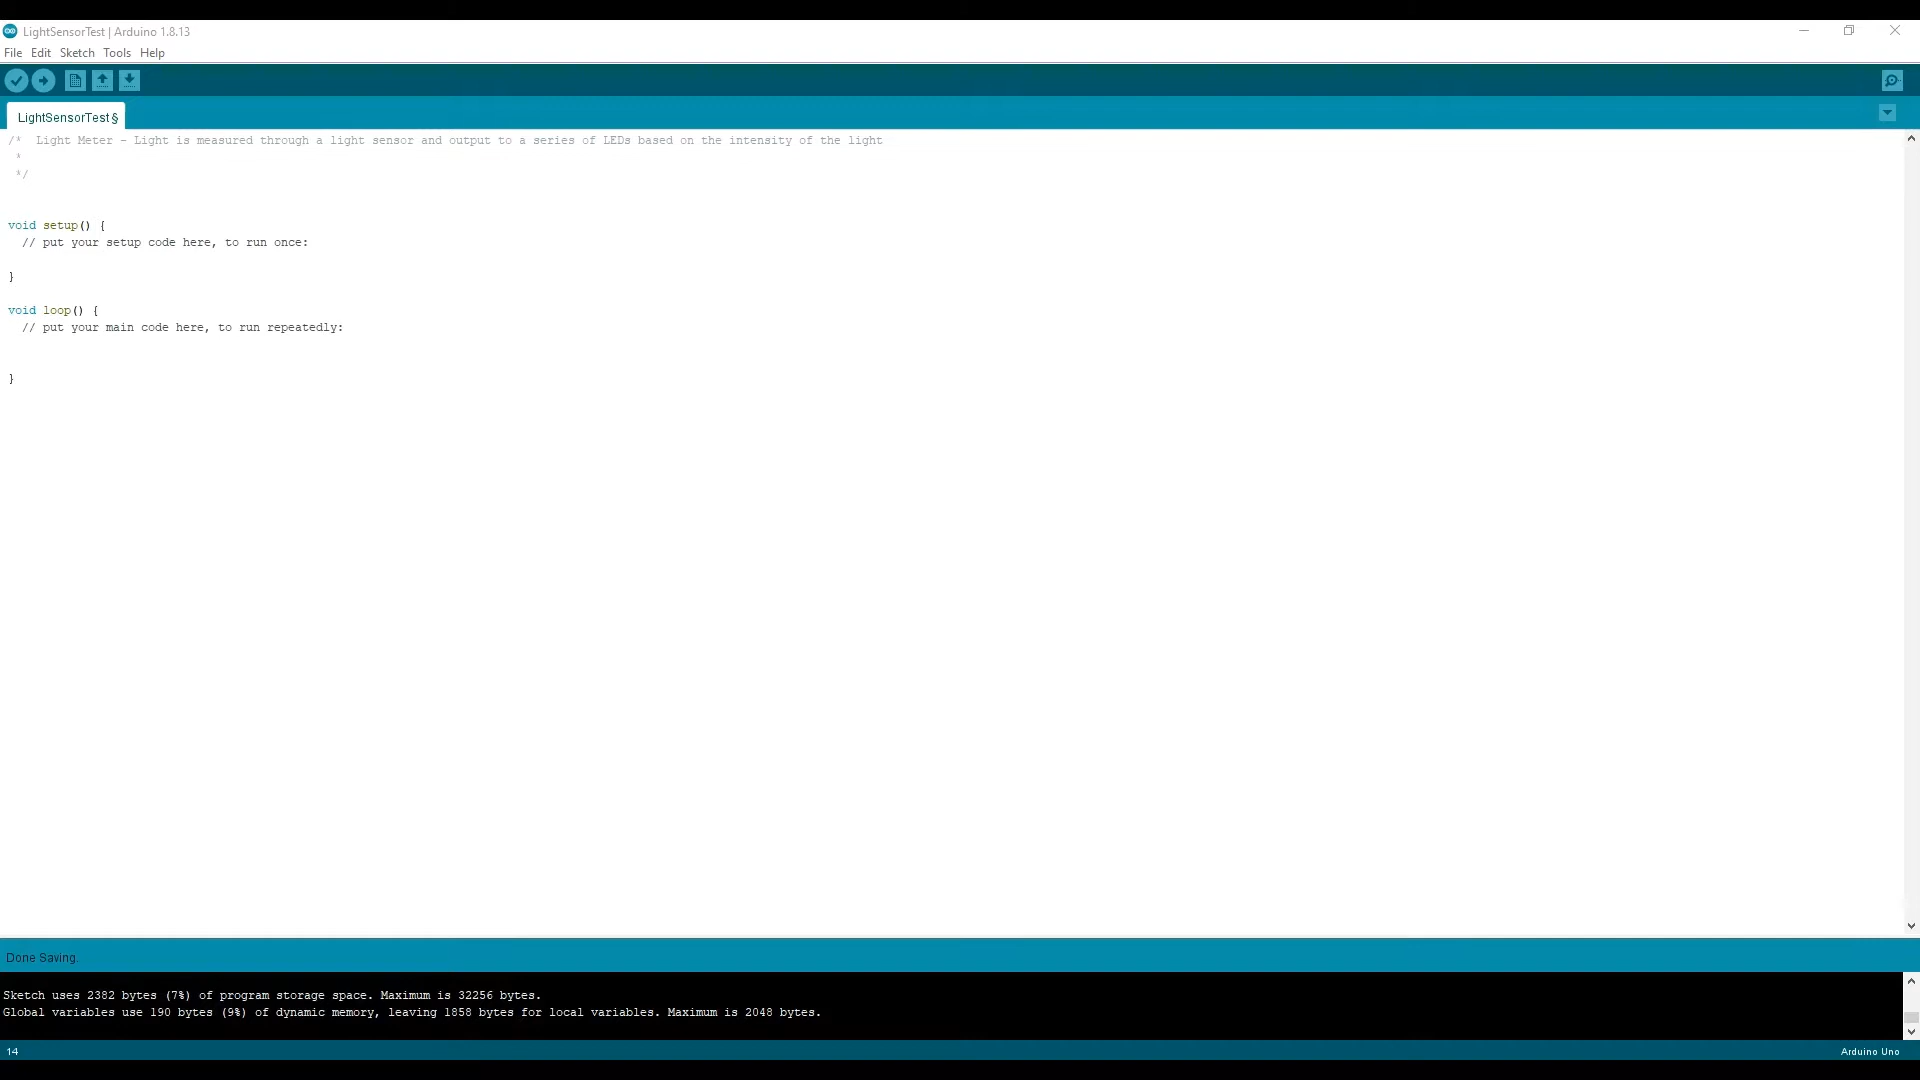 LightSensorTest | Arduino 1.8.13
File Edit Sketch Tools Help
LightSensorTest§
/*  Light Meter - Light is measured through a light sensor and output to a series of LEDs based on the intensity of the light
 *
 */
void setup() {
  // put your setup code here, to run once:
}
void loop() {
  // put your main code here, to run repeatedly:
}
Done Saving.
Sketch uses 2382 bytes (7%) of program storage space. Maximum is 32256 bytes.
Global variables use 190 bytes (9%) of dynamic memory, leaving 1858 bytes for local variables. Maximum is 2048 bytes.
14
Arduino Uno